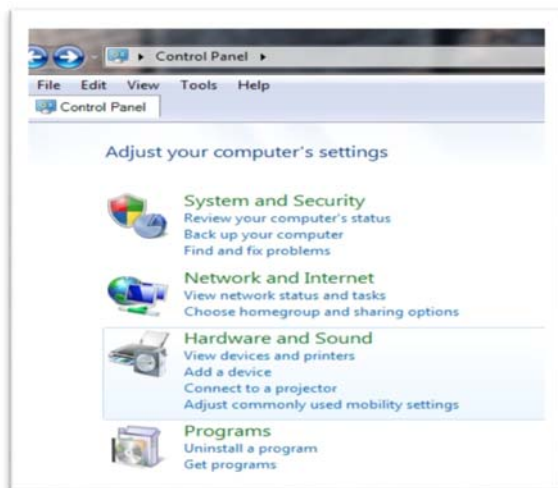 Control Panel
File Edit View Tools Help
Control Panel
Adjust your computer's settings
System and Security
Review your computer's status
Back up your computer
Find and fix problems
Network and Internet
View network status and tasks
Choose homegroup and sharing options
Hardware and Sound
View devices and printers
Add a device
Connect to a projector
Adjust commonly used mobility settings
Programs
Uninstall a program
Get programs